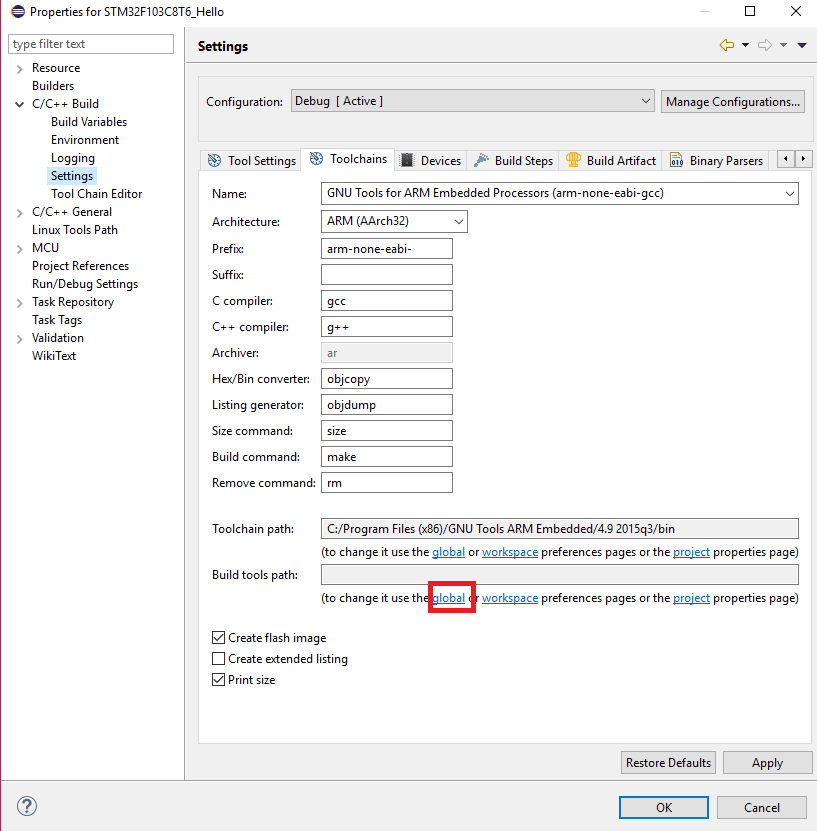 Properties for STM32F103C8T6_Hello
type filter text
Resource
Builders
C/C++ Build
Build Variables
Environment
Logging
Settings
Tool Chain Editor
C/C++ General
Linux Tools Path
MCU
Project References
Run/Debug Settings
Task Repository
Task Tags
Validation
WikiText
Settings
Configuration: Debug [ Active ] Manage Configurations...
Tool Settings Toolchains Devices Build Steps Build Artifact Binary Parsers
Name: GNU Tools for ARM Embedded Processors (arm-none-eabi-gcc)
Architecture: ARM (AArch32)
Prefix: arm-none-eabi-
Suffix:
C compiler: gcc
C++ compiler: g++
Archiver: ar
Hex/Bin converter: objcopy
Listing generator: objdump
Size command: size
Build command: make
Remove command: rm
Toolchain path: C:/Program Files (x86)/GNU Tools ARM Embedded/4.9 2015q3/bin
(to change it use the global or workspace preferences pages or the project properties page)
Build tools path:
(to change it use the global or workspace preferences pages or the project properties page)
Create flash image
Create extended listing
Print size
Restore Defaults Apply
? OK Cancel